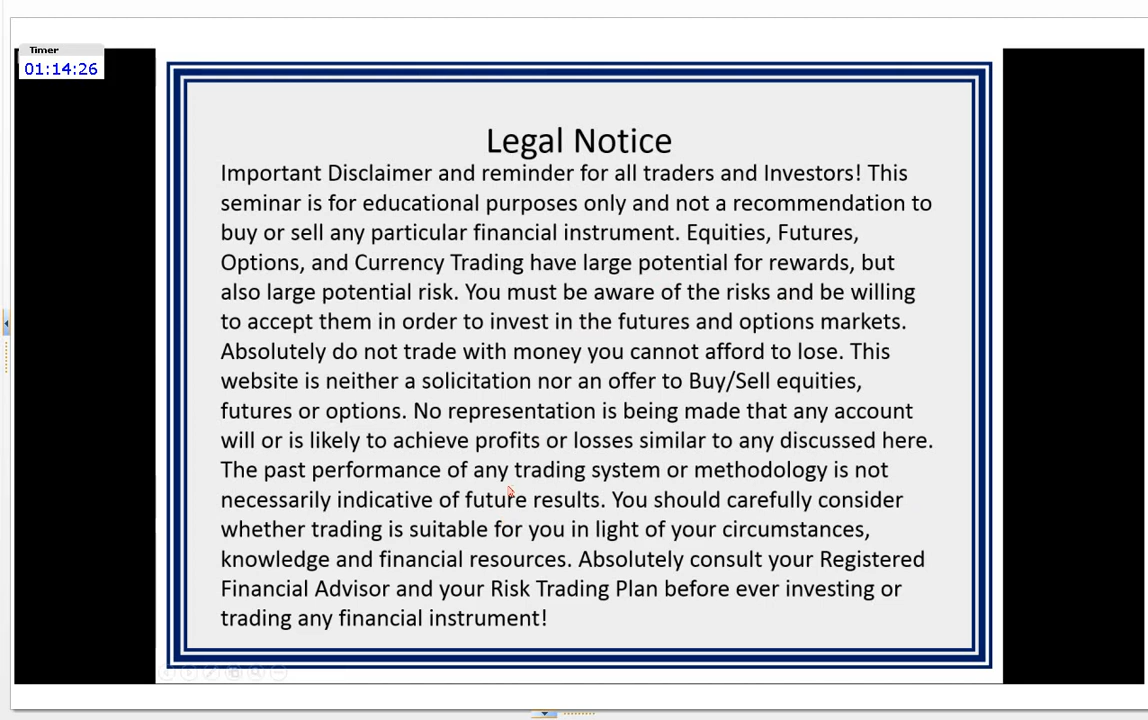 Timer
01:14:26
Legal Notice
Important Disclaimer and reminder for all traders and Investors! This
seminar is for educational purposes only and not a recommendation to
buy or sell any particular financial instrument. Equities, Futures,
Options, and Currency Trading have large potential for rewards, but
also large potential risk. You must be aware of the risks and be willing
to accept them in order to invest in the futures and options markets.
Absolutely do not trade with money you cannot afford to lose. This
website is neither a solicitation nor an offer to Buy/Sell equities,
futures or options. No representation is being made that any account
will or is likely to achieve profits or losses similar to any discussed here.
The past performance of any trading system or methodology is not
necessarily indicative of future results. You should carefully consider
whether trading is suitable for you in light of your circumstances,
knowledge and financial resources. Absolutely consult your Registered
Financial Advisor and your Risk Trading Plan before ever investing or
trading any financial instrument!